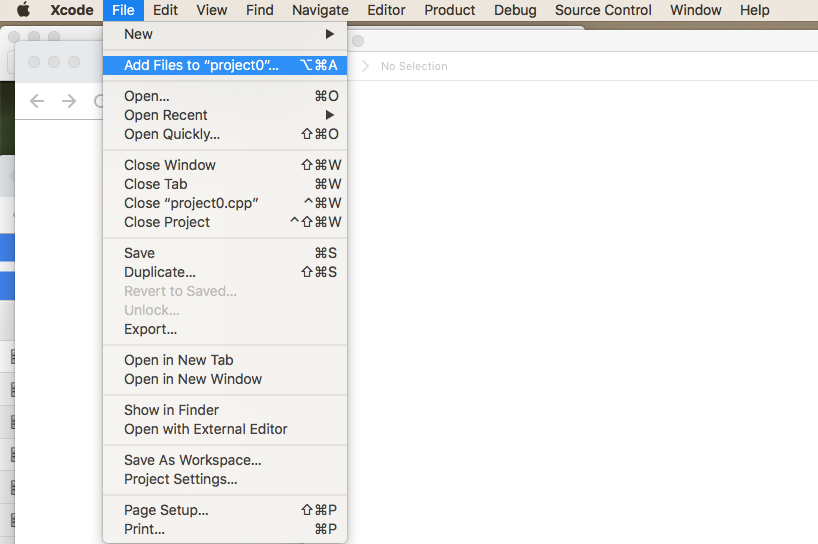 Xcode File Edit View Find Navigate Editor Product Debug Source Control Window Help
New ▶
Add Files to “project0”... ⌥⌘A
No Selection
Open... ⌘O
Open Recent ▶
Open Quickly... ⇧⌘O
Close Window ⇧⌘W
Close Tab ⌘W
Close “project0.cpp” ^⌘W
Close Project ^⇧⌘W
Save ⌘S
Duplicate... ⇧⌘S
Revert to Saved...
Unlock...
Export...
Open in New Tab
Open in New Window
Show in Finder
Open with External Editor
Save As Workspace...
Project Settings...
Page Setup... ⇧⌘P
Print... ⌘P